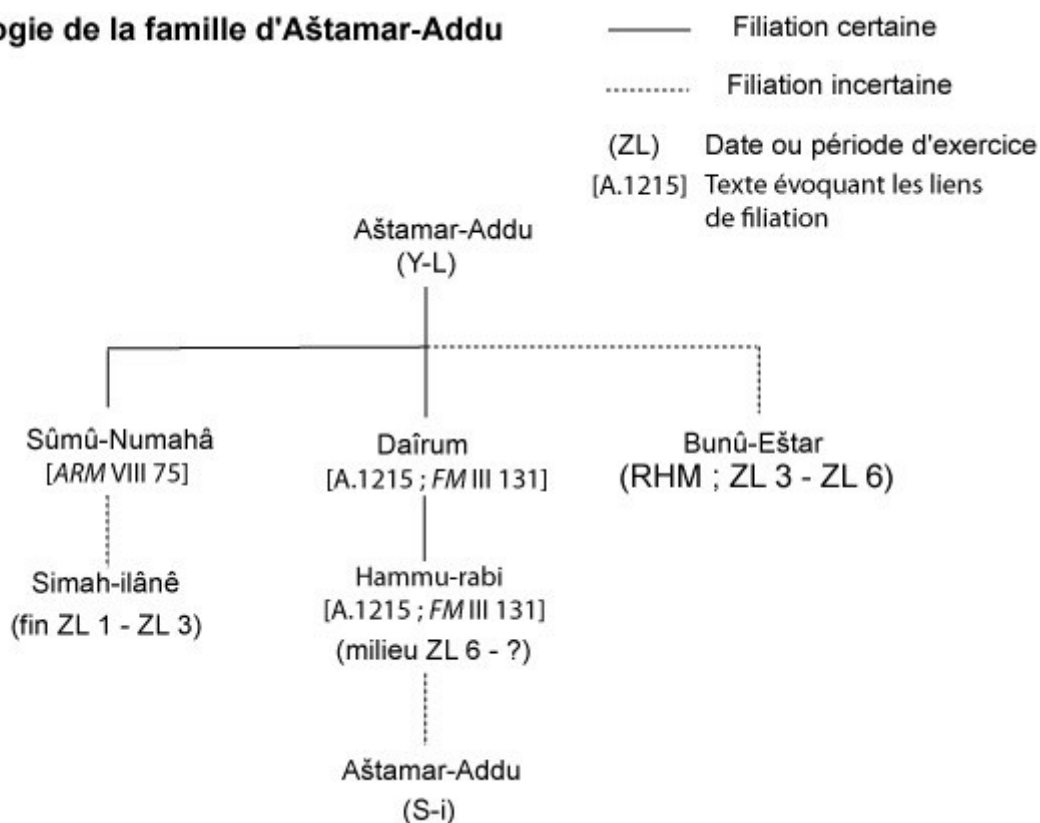 ogie de la famille d'Aštamar-Addu
Filiation certaine
Filiation incertaine
(ZL) Date ou période d'exercice
[A.1215] Texte évoquant les liens
de filiation
Aštamar-Addu
(Y-L)
Sûmû-Numahâ
[ARM VIII 75]
Daîrum
[A.1215 ; FM III 131]
Bunû-Eštar
(RHM ; ZL 3 - ZL 6)
Simah-ilânê
(fin ZL 1 - ZL 3)
Hammu-rabi
[A.1215 ; FM III 131]
(milieu ZL 6 - ?)
Aštamar-Addu
(S-i)